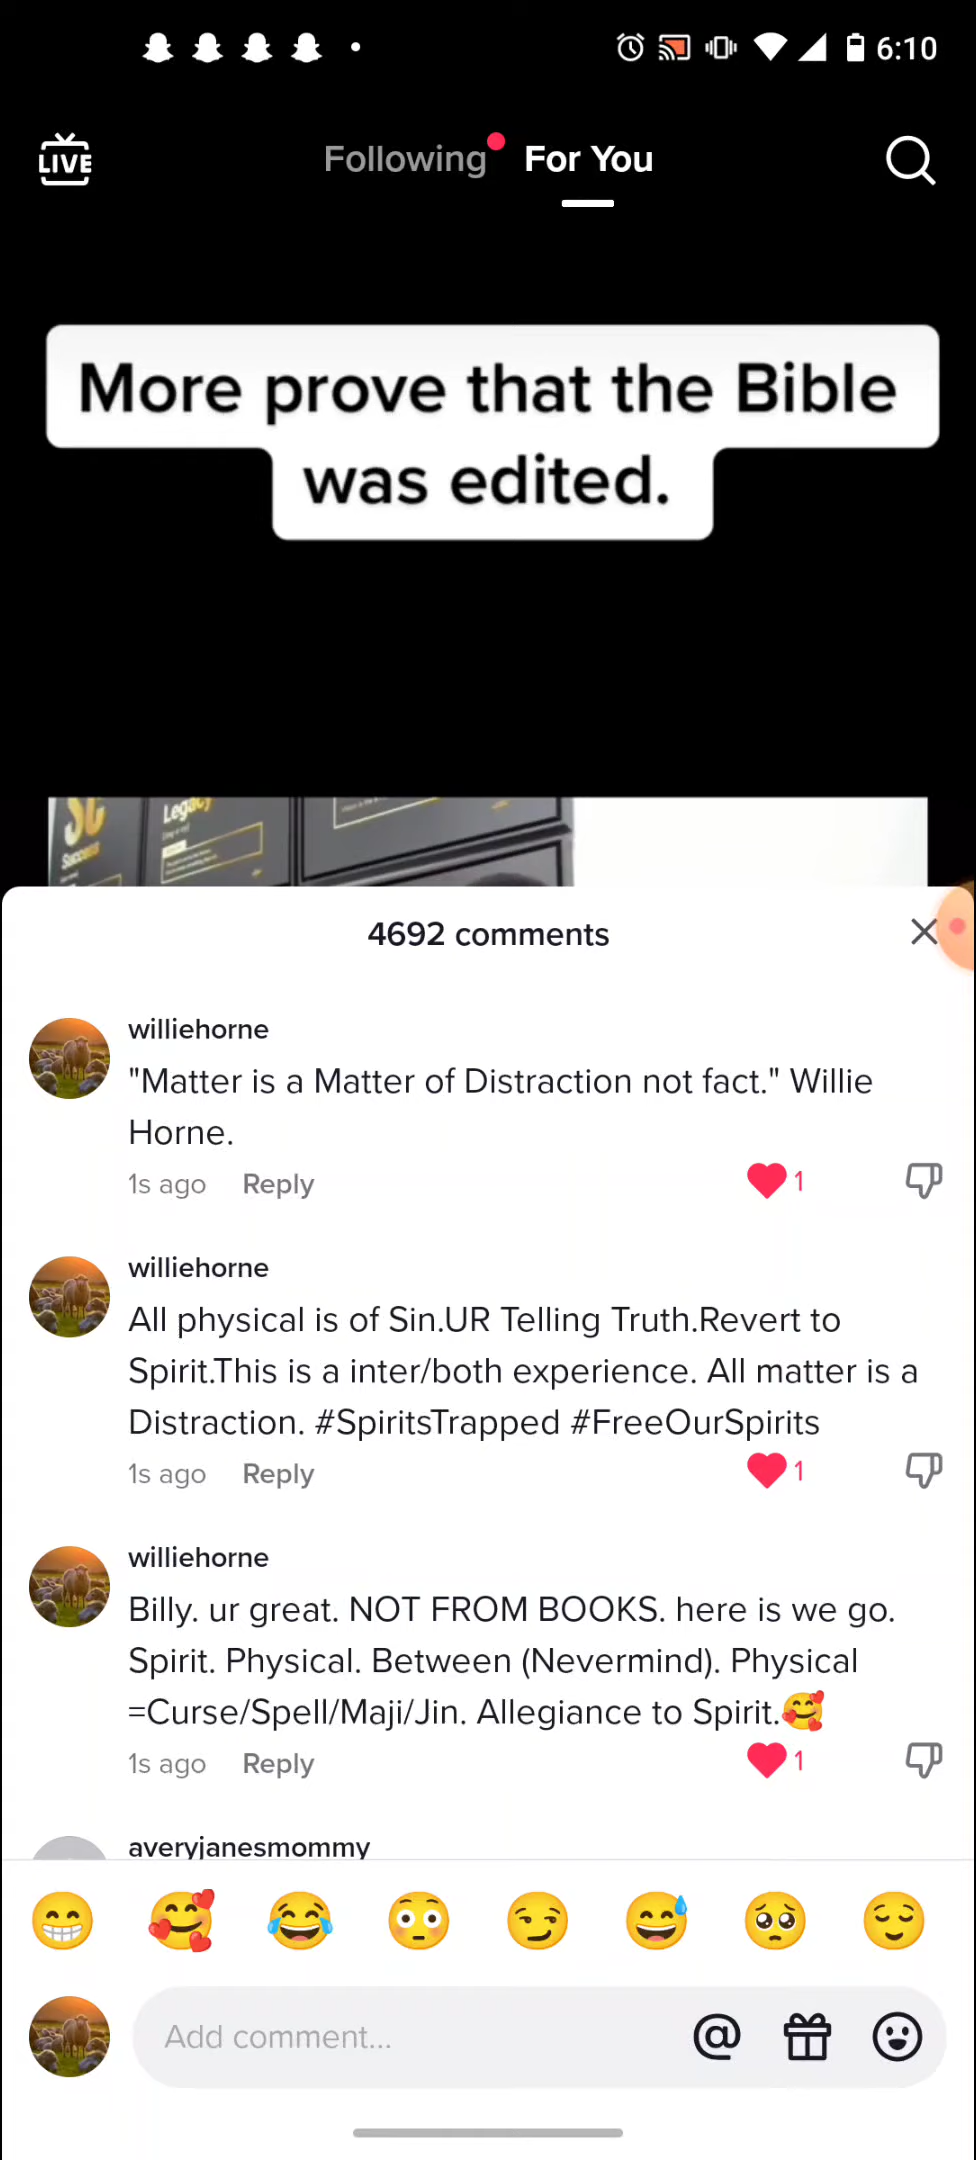 6:10
LIVE
Following For You
More prove that the Bible
was edited.
Legacy
Success
4692 comments
williehorne
"Matter is a Matter of Distraction not fact." Willie
Horne.
1s ago Reply 1
williehorne
All physical is of Sin.UR Telling Truth.Revert to
Spirit.This is a inter/both experience. All matter is a
Distraction. #SpiritsTrapped #FreeOurSpirits
1s ago Reply 1
williehorne
Billy. ur great. NOT FROM BOOKS. here is we go.
Spirit. Physical. Between (Nevermind). Physical
=Curse/Spell/Maji/Jin. Allegiance to Spirit.🥰
1s ago Reply 1
averyjanesmommy
Add comment...